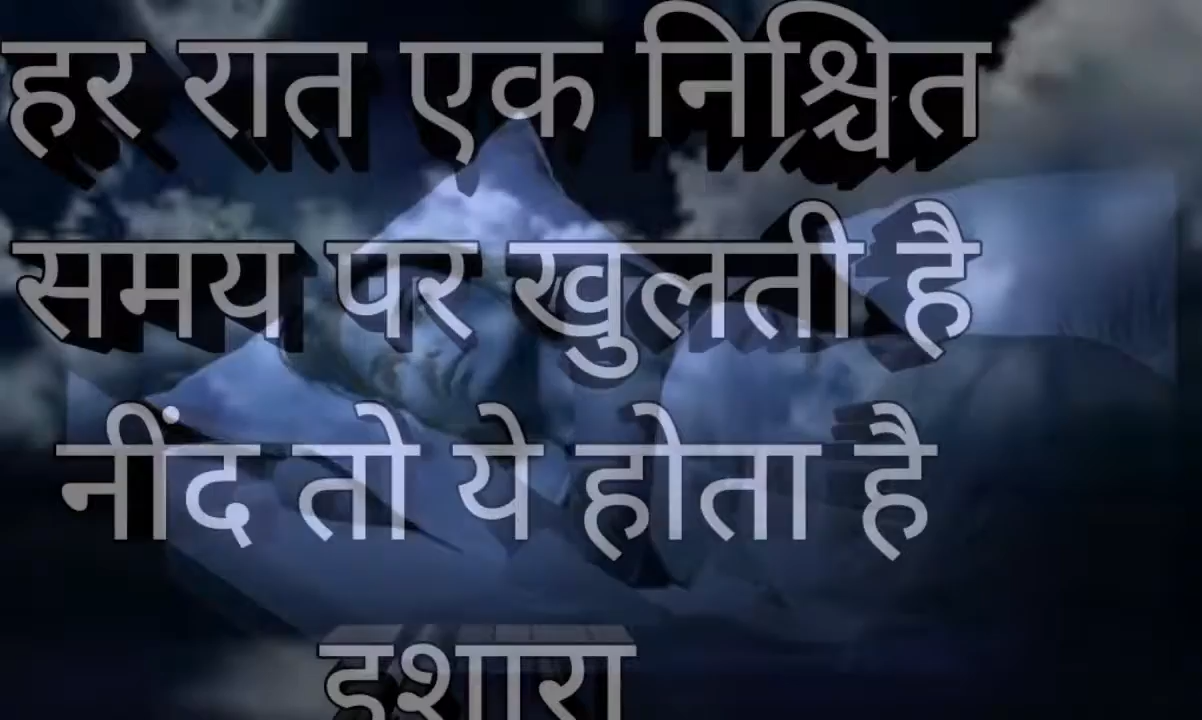 हर रात एक निश्चित
समय पर खुलती है
नींद तो ये होता है
इशारा